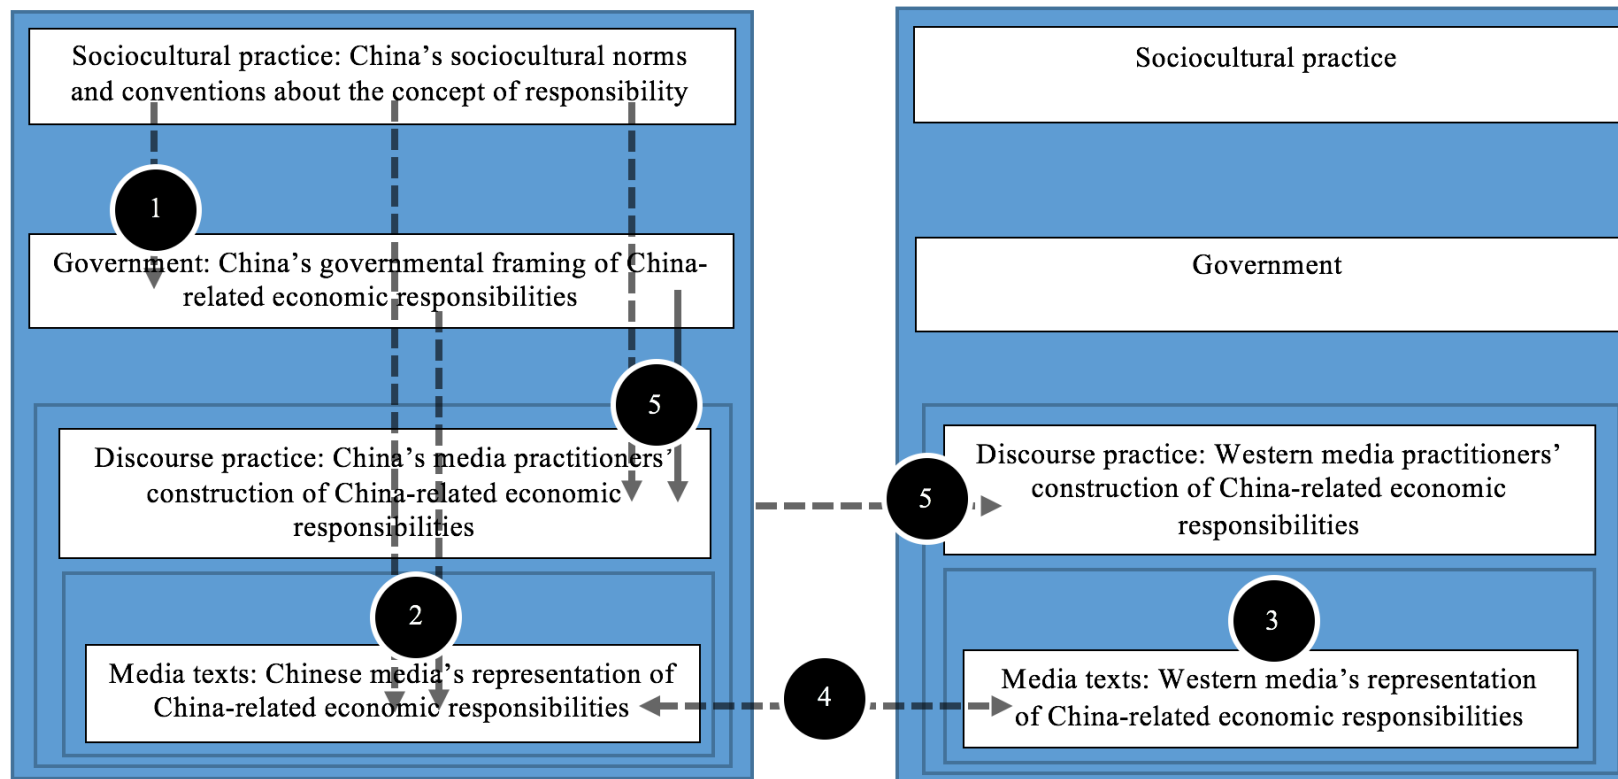 Sociocultural practice: China’s sociocultural norms
and conventions about the concept of responsibility
1
Government: China’s governmental framing of China-
related economic responsibilities
5
Discourse practice: China’s media practitioners’
construction of China-related economic
responsibilities
2
Media texts: Chinese media’s representation of
China-related economic responsibilities
5
4
Sociocultural practice
Government
Discourse practice: Western media practitioners’
construction of China-related economic
responsibilities
3
Media texts: Western media’s representation
of China-related economic responsibilities